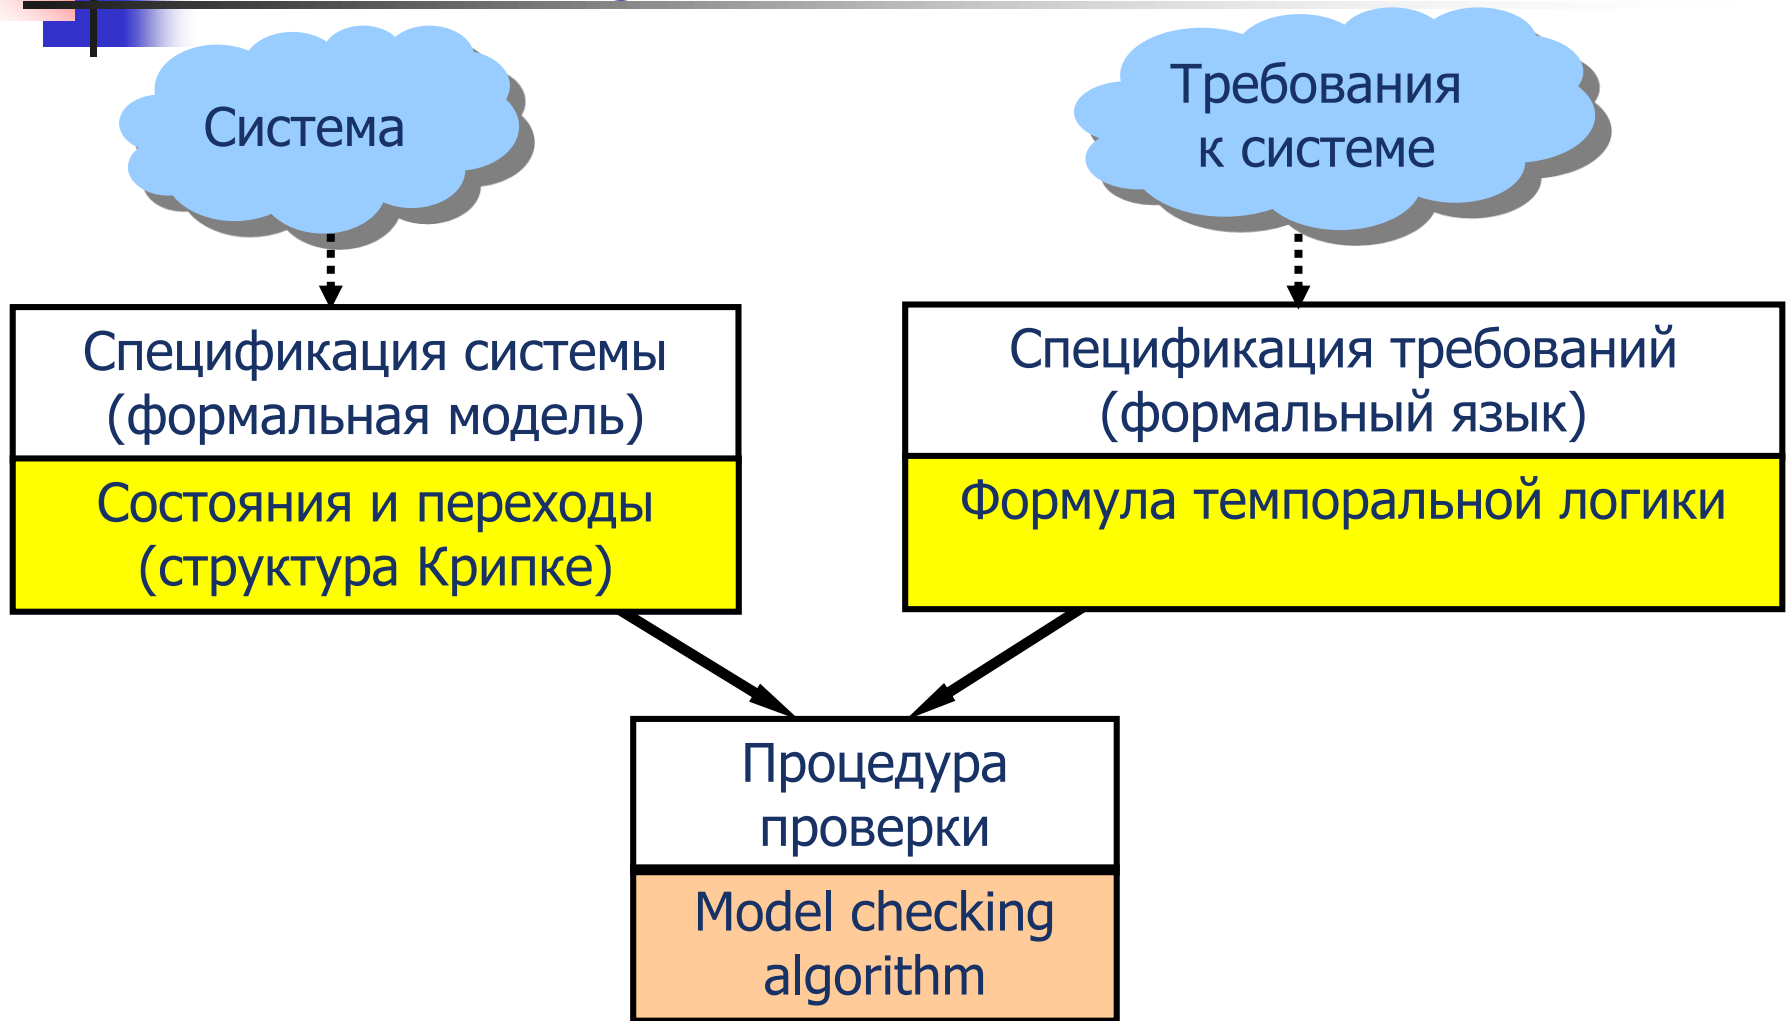 Система
Требования
к системе
Спецификация системы
(формальная модель)
Состояния и переходы
(структура Крипке)
Спецификация требований
(формальный язык)
Формула темпоральной логики
Процедура
проверки
Model checking
algorithm